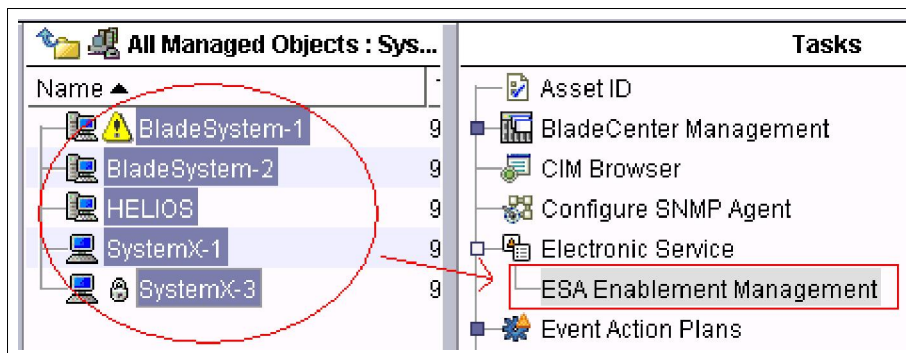 All Managed Objects : Sys...
Name
BladeSystem-1 9
BladeSystem-2 9
HELIOS 9
SystemX-1 9
SystemX-3 9
Tasks
Asset ID
BladeCenter Management
CIM Browser
Configure SNMP Agent
Electronic Service
ESA Enablement Management
Event Action Plans